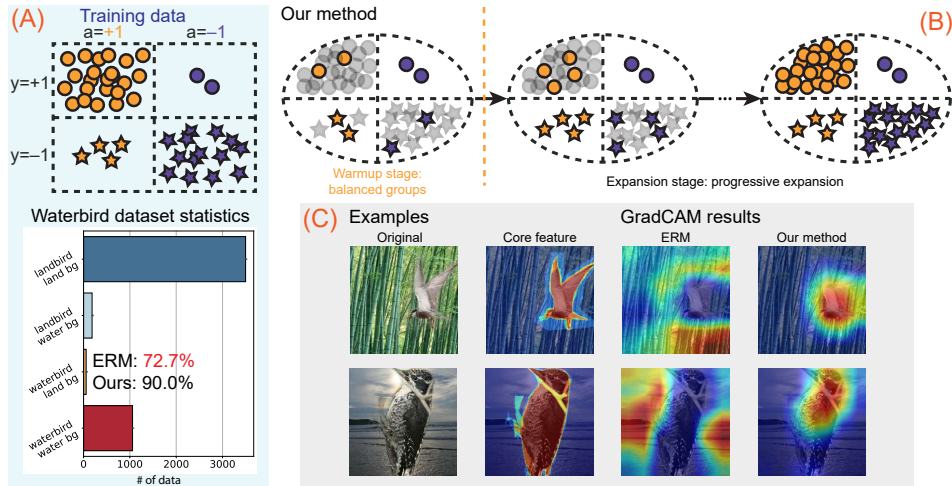 (A)
Training data
a=+1
a=−1
y=+1
y=−1
Waterbird dataset statistics
landbird
land bg
landbird
water bg
waterbird
land bg
waterbird
water bg
ERM: 72.7%
Ours: 90.0%
0
1000
2000
3000
# of data
Our method
(B)
Warmup stage:
balanced groups
Expansion stage: progressive expansion
(C)
Examples
GradCAM results
Original
Core feature
ERM
Our method